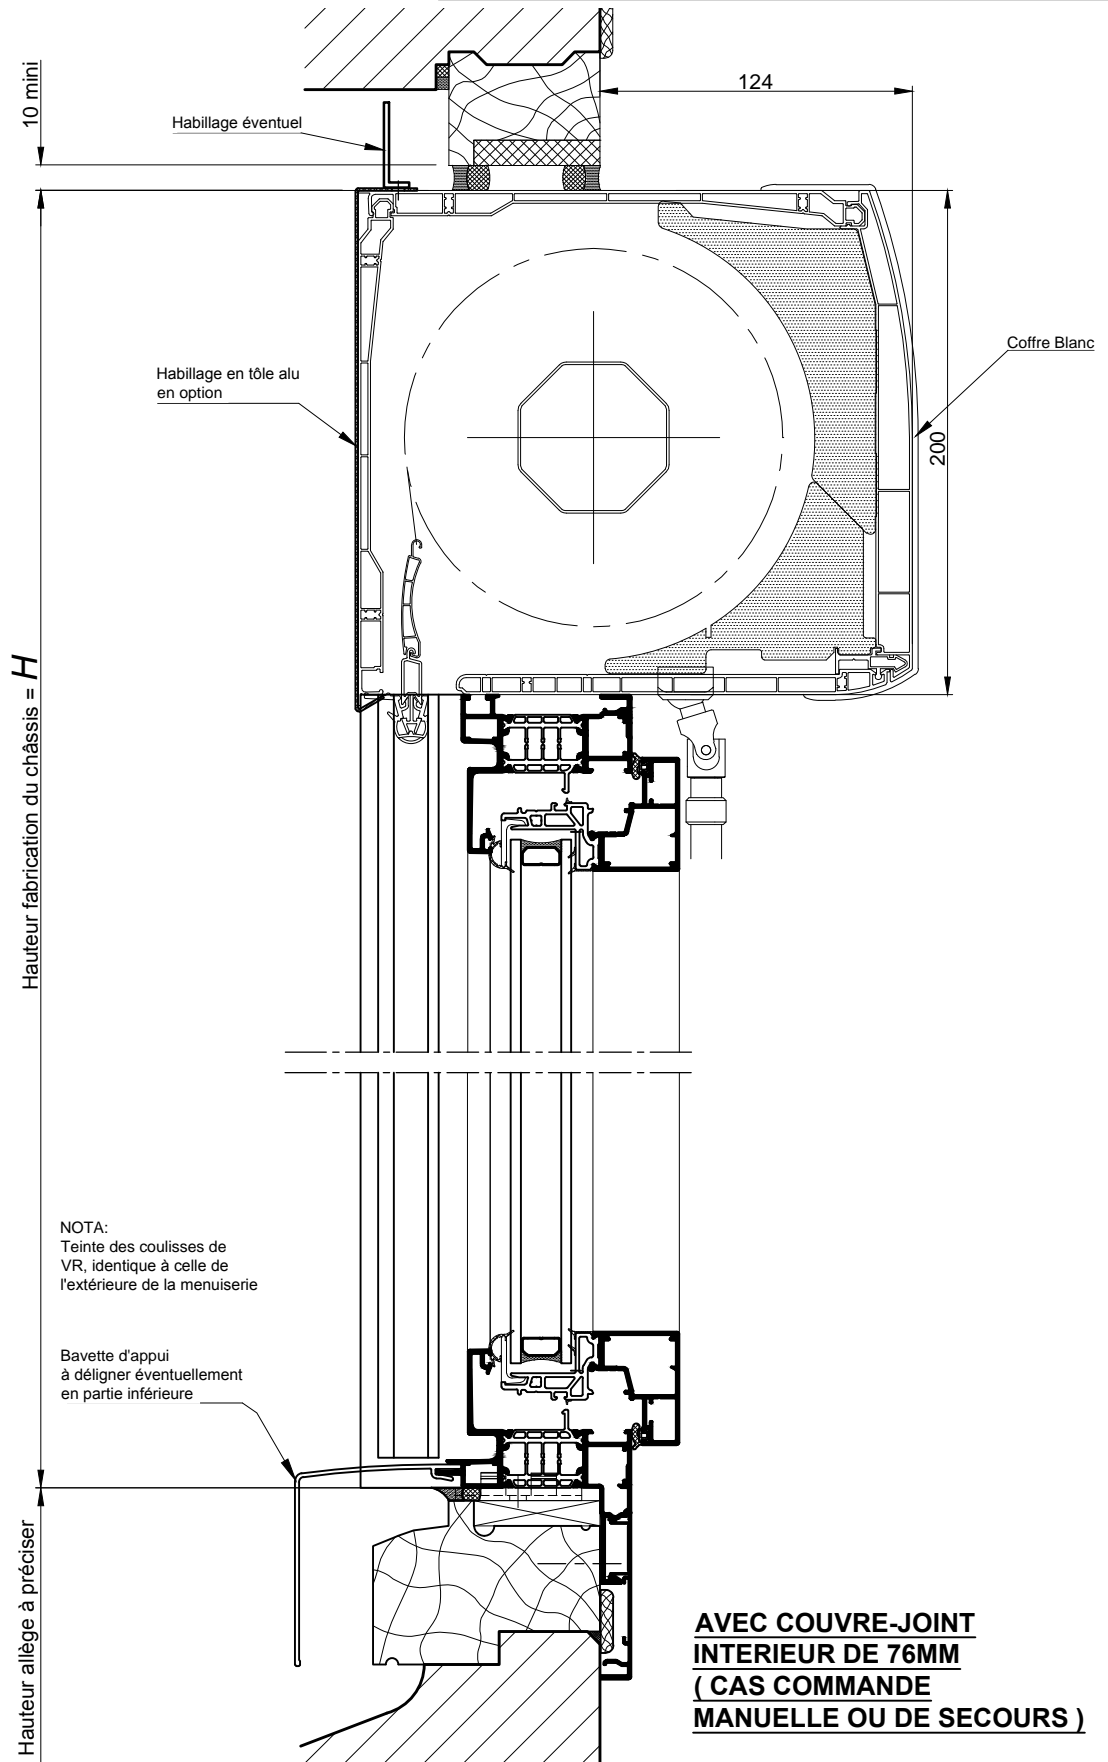 10 mini
124
Habillage éventuel
Coffre Blanc
Habillage en tôle alu
en option
200
Hauteur fabrication du châssis = H
NOTA:
Teinte des coulisses de
VR, identique à celle de
l'extérieure de la menuiserie
Bavette d'appui
à déligner éventuellement
en partie inférieure
Hauteur allège à préciser
AVEC COUVRE-JOINT
INTERIEUR DE 76MM
( CAS COMMANDE
MANUELLE OU DE SECOURS )